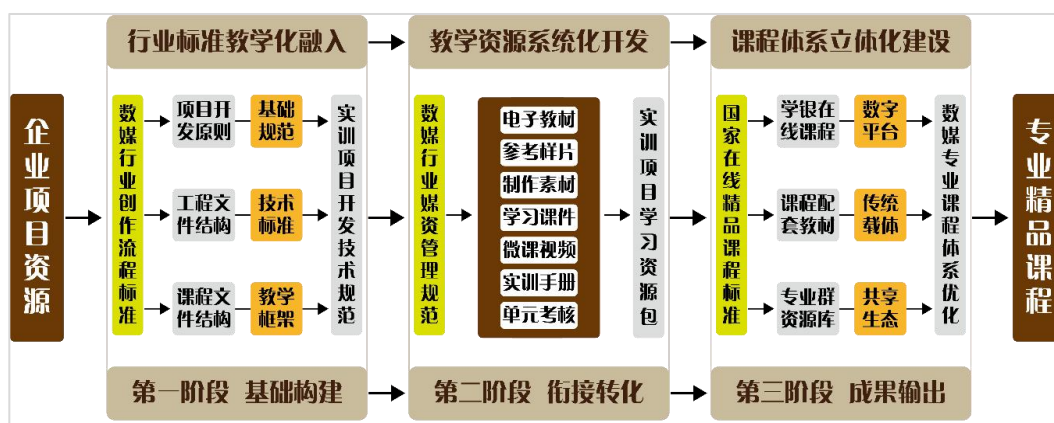 企业项目资源
行业标准教学化融入
数媒行业创作流程标准
项目开
发原则
基础
规范
工程文
件结构
技术
标准
课程文
件结构
教学
框架
实训项目开发技术规范
第一阶段 基础构建
教学资源系统化开发
数媒行业媒资管理规范
电子教材
参考样片
制作素材
学习课件
微课视频
实训手册
单元考核
实训项目学习资源包
第二阶段 衔接转化
课程体系立体化建设
国家在线精品课程标准
学银在
线课程
数字
平台
课程配
套教材
传统
载体
专业群
资源库
共享
生态
数媒专业课程体系优化
第三阶段 成果输出
专业精品课程